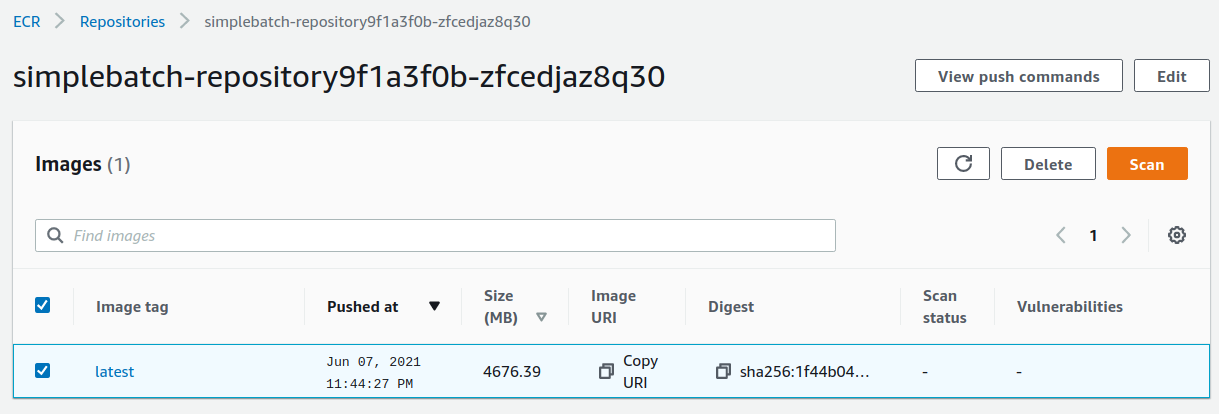 ECR > Repositories > simplebatch-repository9f1a3f0b-zfcedjaz8q30
simplebatch-repository9f1a3f0b-zfcedjaz8q30 View push commands Edit
Images (1) Delete Scan
Find images 1
Image tag Pushed at Size (MB) Image URI Digest Scan status Vulnerabilities
latest Jun 07, 2021 11:44:27 PM 4676.39 Copy URI sha256:1f44b04... - -